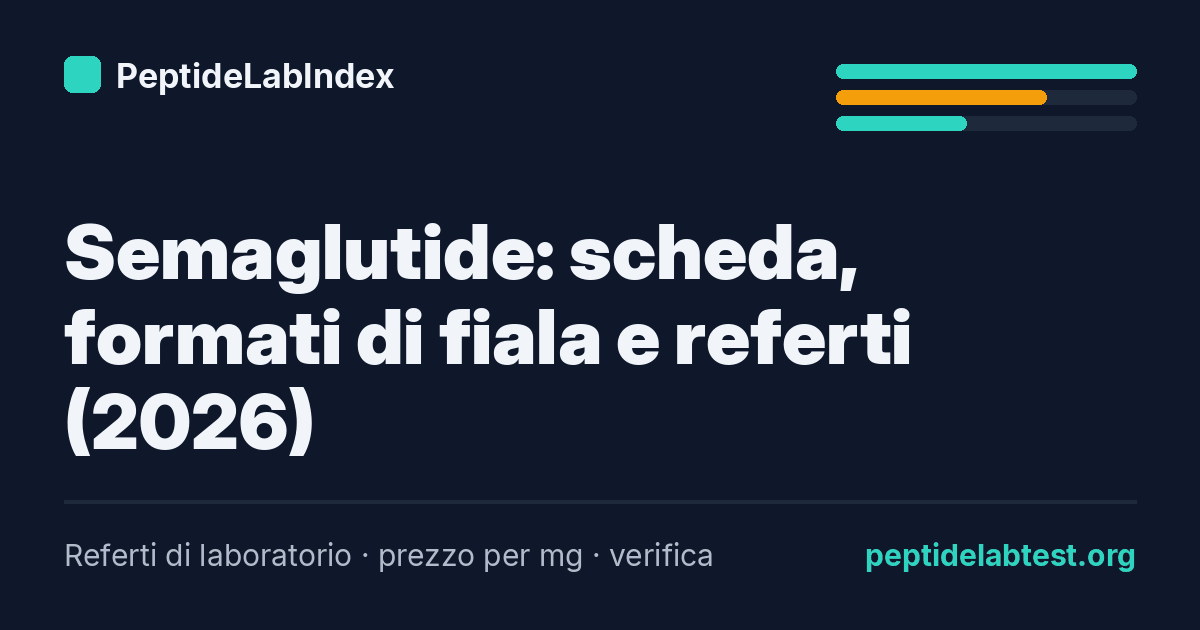 PeptideLabIndex
Semaglutide: scheda,
formati di fiala e referti
(2026)
Referti di laboratorio · prezzo per mg · verifica
peptidelabtest.org